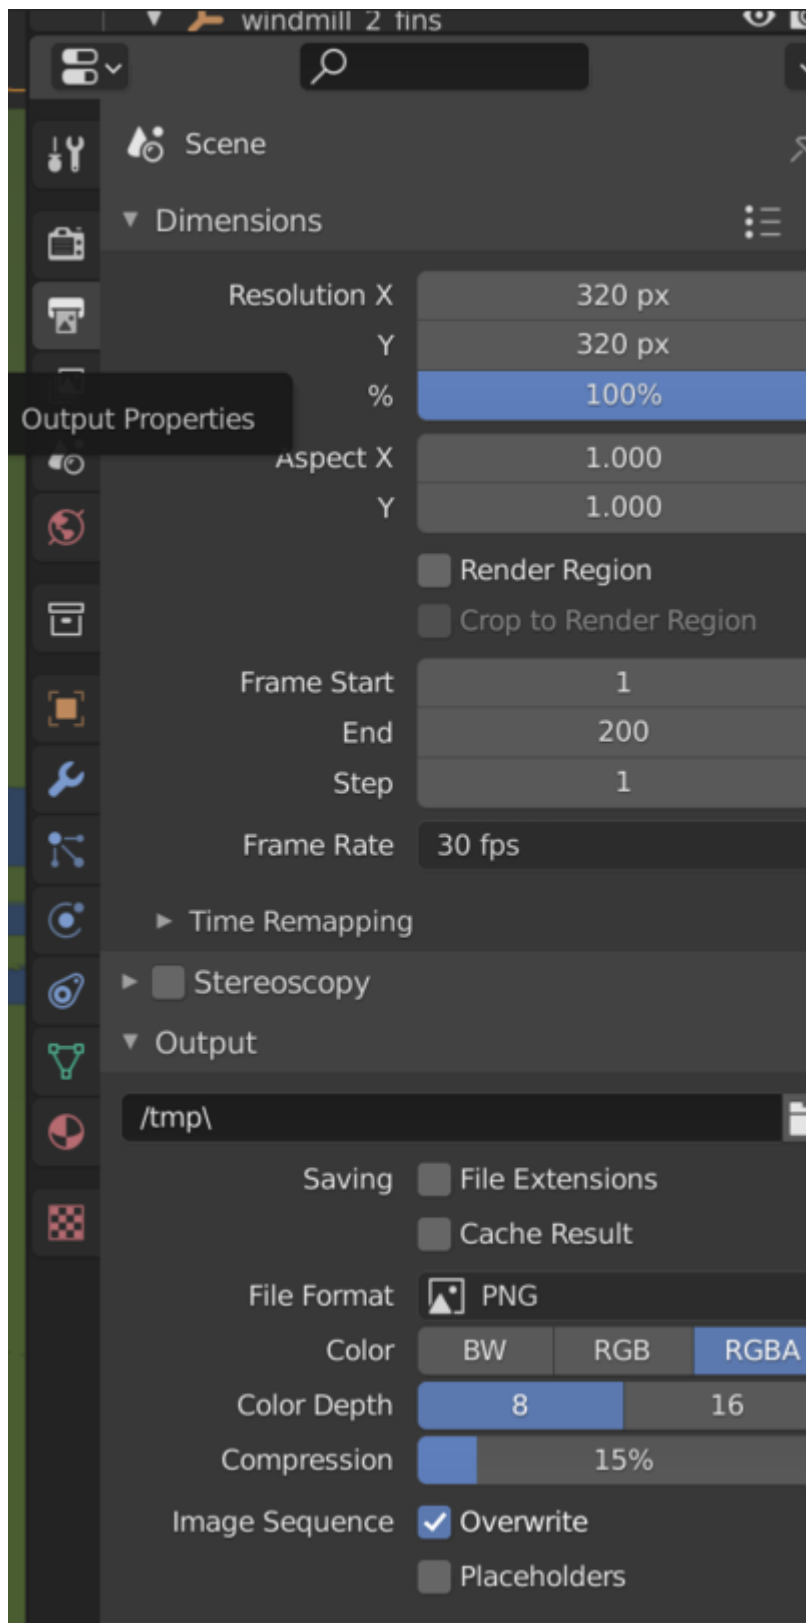 windmill_2_fins
Scene
Dimensions
Resolution X 320 px
Y 320 px
% 100%
Output Properties
Aspect X 1.000
Y 1.000
Render Region
Crop to Render Region
Frame Start 1
End 200
Step 1
Frame Rate 30 fps
Time Remapping
Stereoscopy
Output
/tmp\
Saving File Extensions
Cache Result
File Format PNG
Color BW RGB RGBA
Color Depth 8 16
Compression 15%
Image Sequence Overwrite
Placeholders